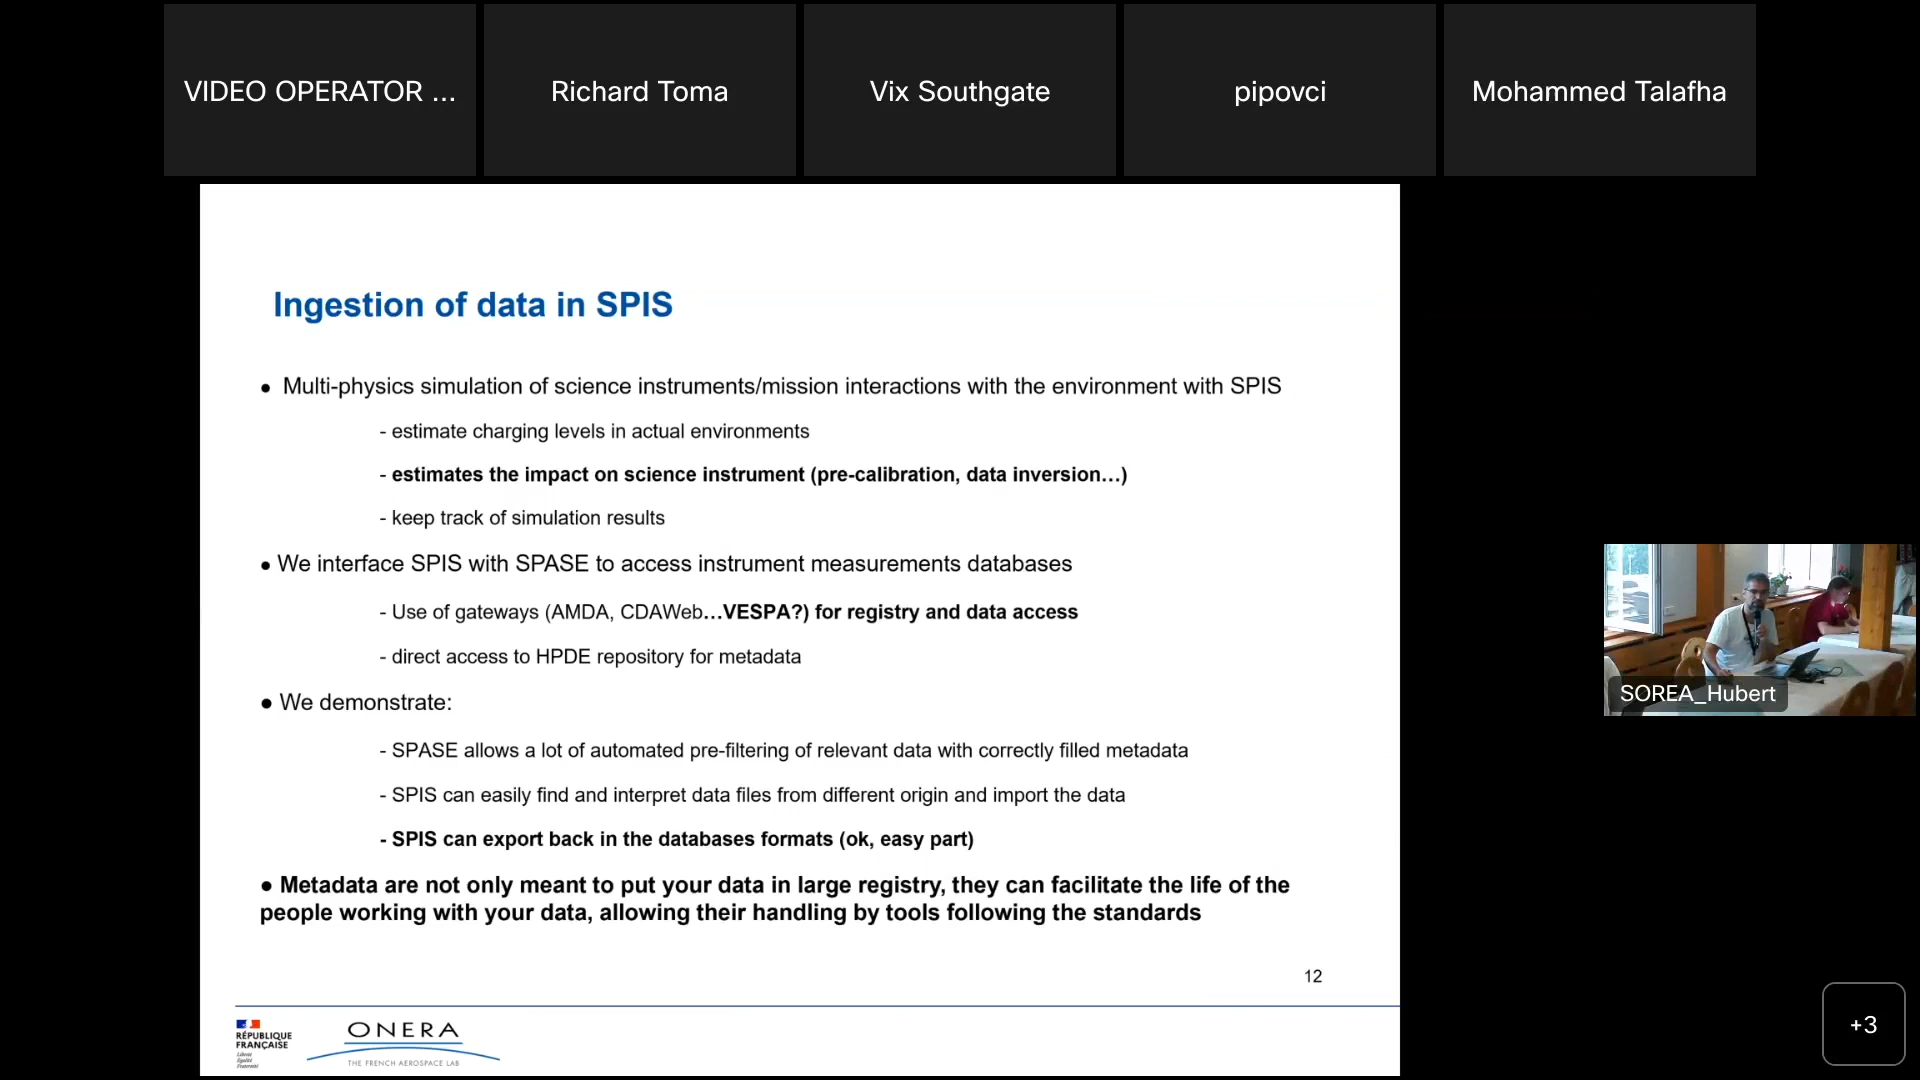 VIDEO OPERATOR ...
Richard Toma
Vix Southgate
pipovci
Mohammed Talafha
Ingestion of data in SPIS
● Multi-physics simulation of science instruments/mission interactions with the environment with SPIS
- estimate charging levels in actual environments
- estimates the impact on science instrument (pre-calibration, data inversion…)
- keep track of simulation results
● We interface SPIS with SPASE to access instrument measurements databases
- Use of gateways (AMDA, CDAWeb…VESPA?) for registry and data access
- direct access to HPDE repository for metadata
● We demonstrate:
- SPASE allows a lot of automated pre-filtering of relevant data with correctly filled metadata
- SPIS can easily find and interpret data files from different origin and import the data
- SPIS can export back in the databases formats (ok, easy part)
● Metadata are not only meant to put your data in large registry, they can facilitate the life of the
people working with your data, allowing their handling by tools following the standards
12
RÉPUBLIQUE
FRANÇAISE
Liberté
Égalité
Fraternité
ONERA
THE FRENCH AEROSPACE LAB
SOREA_Hubert
+3